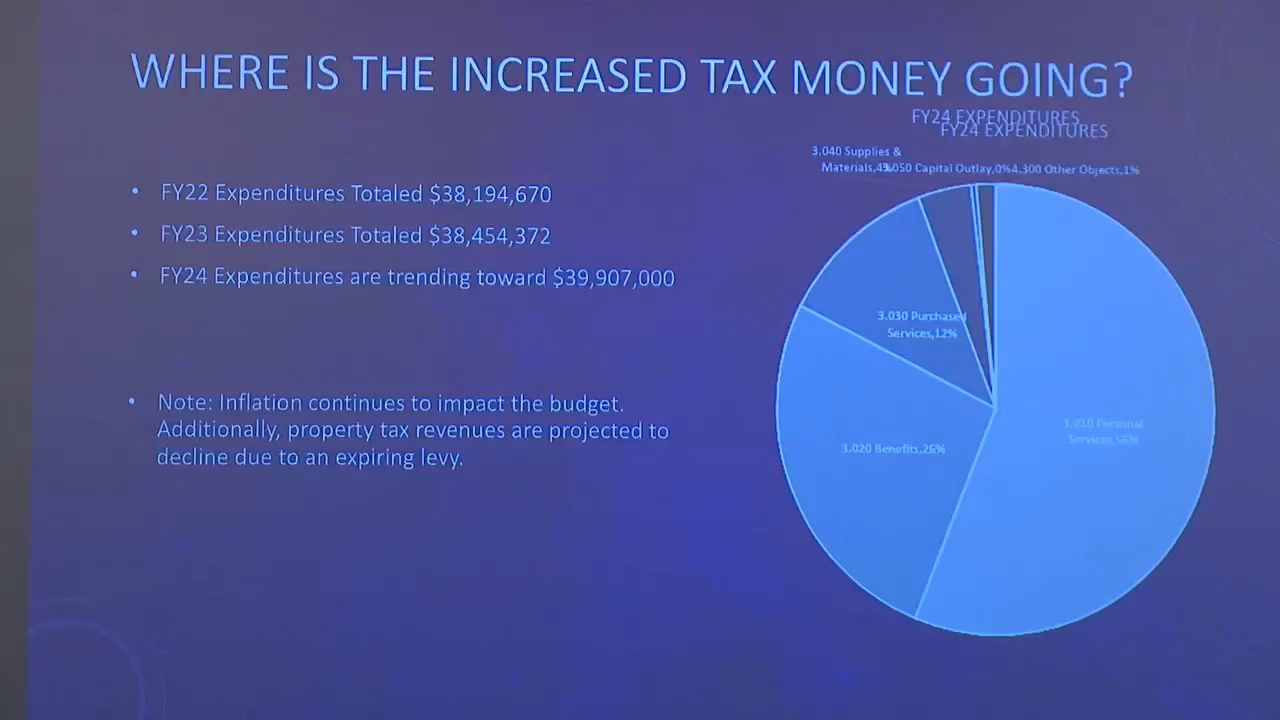 WHERE IS THE INCREASED TAX MONEY GOING?
• FY22 Expenditures Totaled $38,194,670
• FY23 Expenditures Totaled $38,454,372
• FY24 Expenditures are trending toward $39,907,000
• Note: Inflation continues to impact the budget.
Additionally, property tax revenues are projected to
decline due to an expiring levy.
FY24 EXPENDITURES
FY24 EXPENDITURES
3.040 Supplies &
Materials,4%
3.050 Capital Outlay,0%
4.300 Other Objects,1%
3.030 Purchased
Services,12%
3.010 Personal
Services,56%
3.020 Benefits,26%